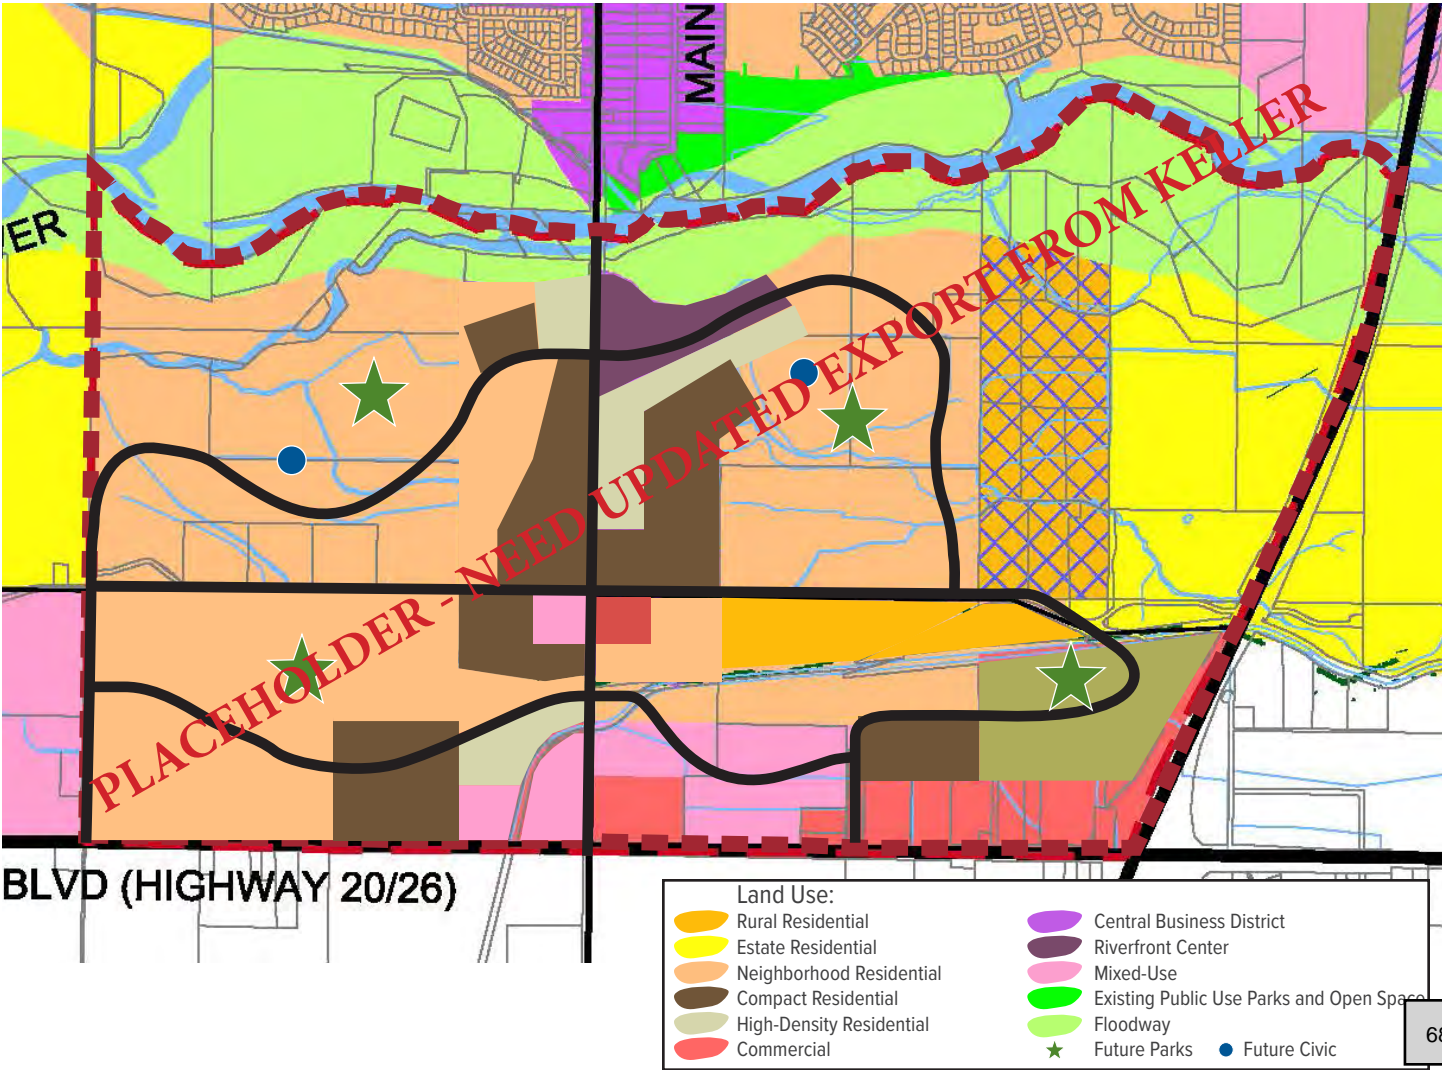 MAIN
ER
PLACEHOLDER - NEED UPDATED EXPORT FROM KELLER
BLVD (HIGHWAY 20/26)
Land Use:
Rural Residential
Estate Residential
Neighborhood Residential
Compact Residential
High-Density Residential
Commercial
Central Business District
Riverfront Center
Mixed-Use
Existing Public Use Parks and Open Space
Floodway
Future Parks
Future Civic
68